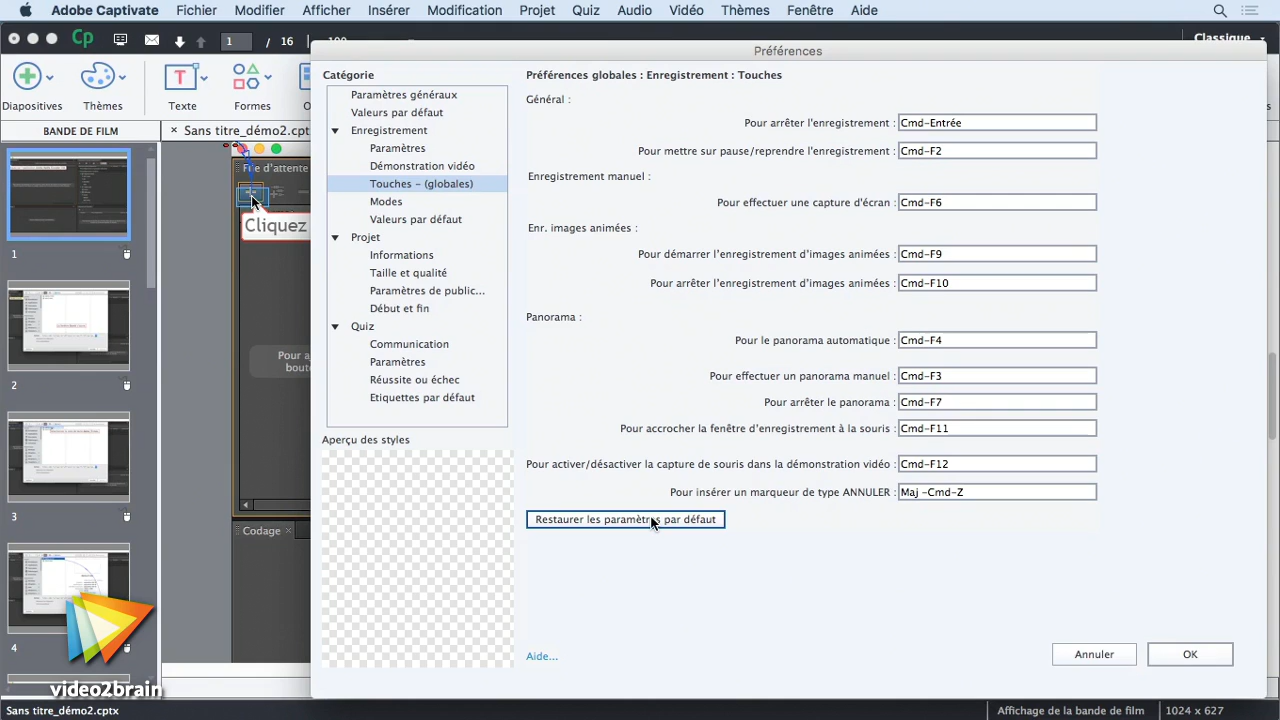 Adobe Captivate Fichier Modifier Afficher Insérer Modification Projet Quiz Audio Vidéo Thèmes Fenêtre Aide
Cp 1 / 16 Classique
Préférences
Diapositives Thèmes Texte Formes
BANDE DE FILM × Sans titre_démo2.cpt
File d'attente
Cliquez
Codage ×
1
2
3
4
Catégorie
Paramètres généraux
Valeurs par défaut
Enregistrement
Paramètres
Démonstration vidéo
Touches – (globales)
Modes
Valeurs par défaut
Projet
Informations
Taille et qualité
Paramètres de public...
Début et fin
Quiz
Communication
Paramètres
Réussite ou échec
Etiquettes par défaut
Aperçu des styles
Préférences globales : Enregistrement : Touches
Général :
Pour arrêter l'enregistrement : Cmd-Entrée
Pour mettre sur pause/reprendre l'enregistrement : Cmd-F2
Enregistrement manuel :
Pour effectuer une capture d'écran : Cmd-F6
Enr. images animées :
Pour démarrer l'enregistrement d'images animées : Cmd-F9
Pour arrêter l'enregistrement d'images animées : Cmd-F10
Panorama :
Pour le panorama automatique : Cmd-F4
Pour effectuer un panorama manuel : Cmd-F3
Pour arrêter le panorama : Cmd-F7
Pour accrocher la fenêtre d'enregistrement à la souris : Cmd-F11
Pour activer/désactiver la capture de souris dans la démonstration vidéo : Cmd-F12
Pour insérer un marqueur de type ANNULER : Maj -Cmd-Z
Restaurer les paramètres par défaut
Aide... Annuler OK
video2brain
Sans titre_démo2.cptx Affichage de la bande de film 1024 x 627